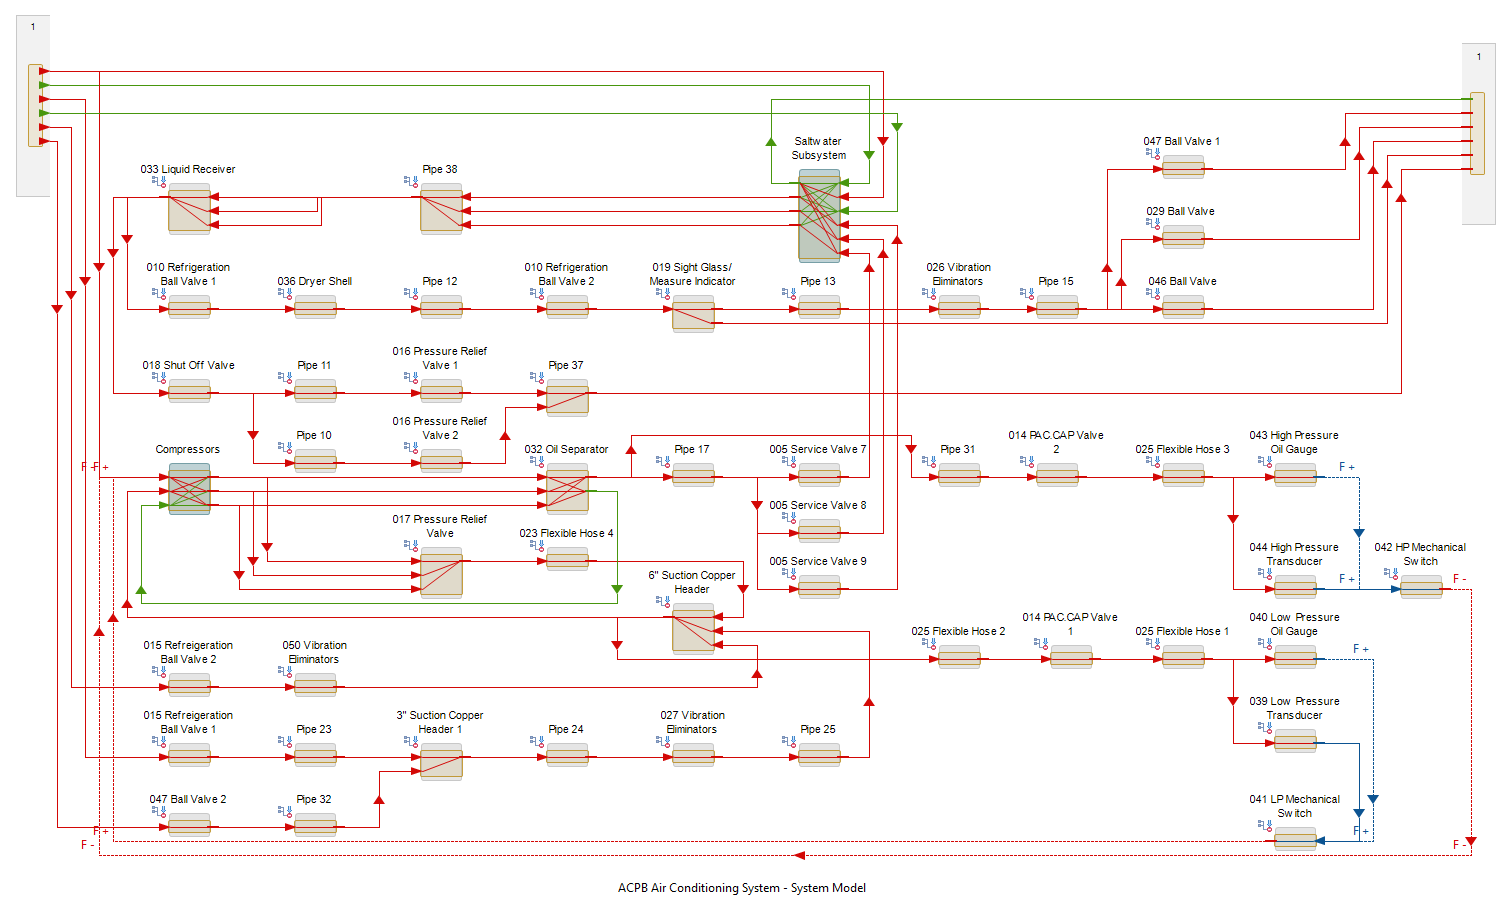 1
1
Saltwater
Subsystem
047 Ball Valve 1
033 Liquid Receiver
Pipe 38
029 Ball Valve
010 Refrigeration
Ball Valve 1
036 Dryer Shell
Pipe 12
010 Refrigeration
Ball Valve 2
019 Sight Glass/
Measure Indicator
Pipe 13
026 Vibration
Eliminators
Pipe 15
046 Ball Valve
018 Shut Off Valve
Pipe 11
016 Pressure Relief
Valve 1
Pipe 37
Pipe 10
016 Pressure Relief
Valve 2
Compressors
032 Oil Separator
Pipe 17
005 Service Valve 7
Pipe 31
014 PAC.CAP Valve
2
025 Flexible Hose 3
043 High Pressure
Oil Gauge
F -
F +
F +
005 Service Valve 8
017 Pressure Relief
Valve
023 Flexible Hose 4
6" Suction Copper
Header
005 Service Valve 9
044 High Pressure
Transducer
F +
042 HP Mechanical
Switch
F -
015 Refreigeration
Ball Valve 2
050 Vibration
Eliminators
025 Flexible Hose 2
014 PAC.CAP Valve
1
025 Flexible Hose 1
040 Low Pressure
Oil Gauge
F +
015 Refreigeration
Ball Valve 1
Pipe 23
3" Suction Copper
Header 1
Pipe 24
027 Vibration
Eliminators
Pipe 25
039 Low Pressure
Transducer
047 Ball Valve 2
Pipe 32
041 LP Mechanical
Switch
F +
F +
F -
F -
ACPB Air Conditioning System - System Model